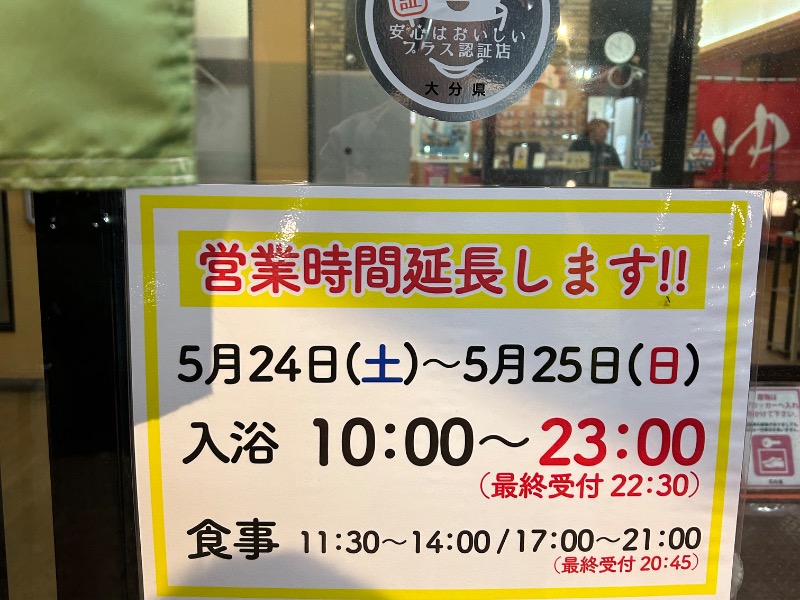 証
安心はおいしい
プラス認証店
大分県
ゆ
営業時間延長します!!
5月24日(土)～5月25日(日)
入浴 10:00～23:00
(最終受付 22:30)
食事 11:30～14:00 / 17:00～21:00
(最終受付 20:45)